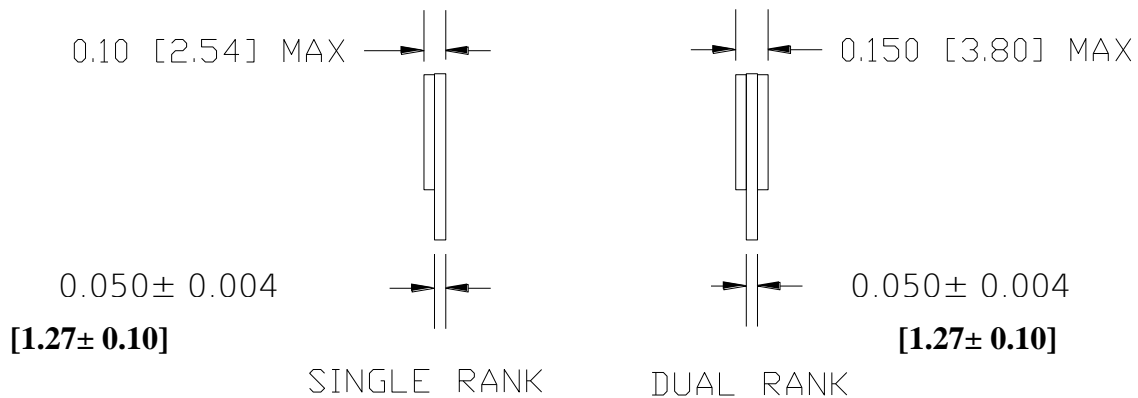 0.10 [2.54] MAX
0.150 [3.80] MAX
0.050± 0.004
0.050± 0.004
[1.27± 0.10]
[1.27± 0.10]
SINGLE RANK
DUAL RANK